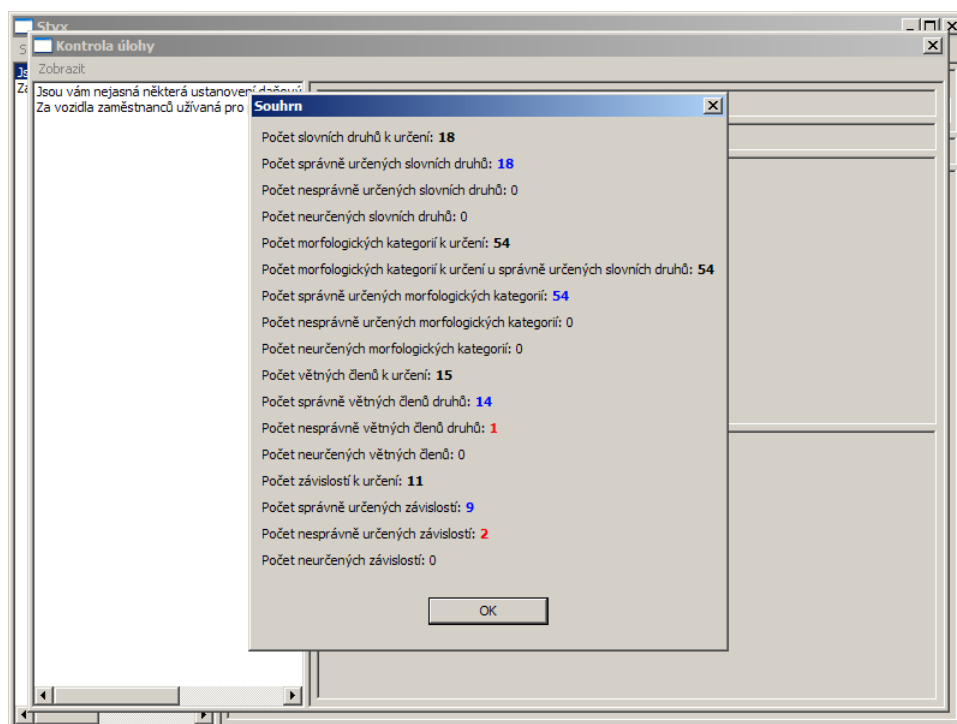 Styx
Kontrola úlohy
Zobrazit
Jsou vám nejasná některá ustanovení daňový
Za vozidla zaměstnanců užívaná pro
Souhrn
Počet slovních druhů k určení: 18
Počet správně určených slovních druhů: 18
Počet nesprávně určených slovních druhů: 0
Počet neurčených slovních druhů: 0
Počet morfologických kategorií k určení: 54
Počet morfologických kategorií k určení u správně určených slovních druhů: 54
Počet správně určených morfologických kategorií: 54
Počet nesprávně určených morfologických kategorií: 0
Počet neurčených morfologických kategorií: 0
Počet větných členů k určení: 15
Počet správně větných členů druhů: 14
Počet nesprávně větných členů druhů: 1
Počet neurčených větných členů: 0
Počet závislostí k určení: 11
Počet správně určených závislostí: 9
Počet nesprávně určených závislostí: 2
Počet neurčených závislostí: 0
OK